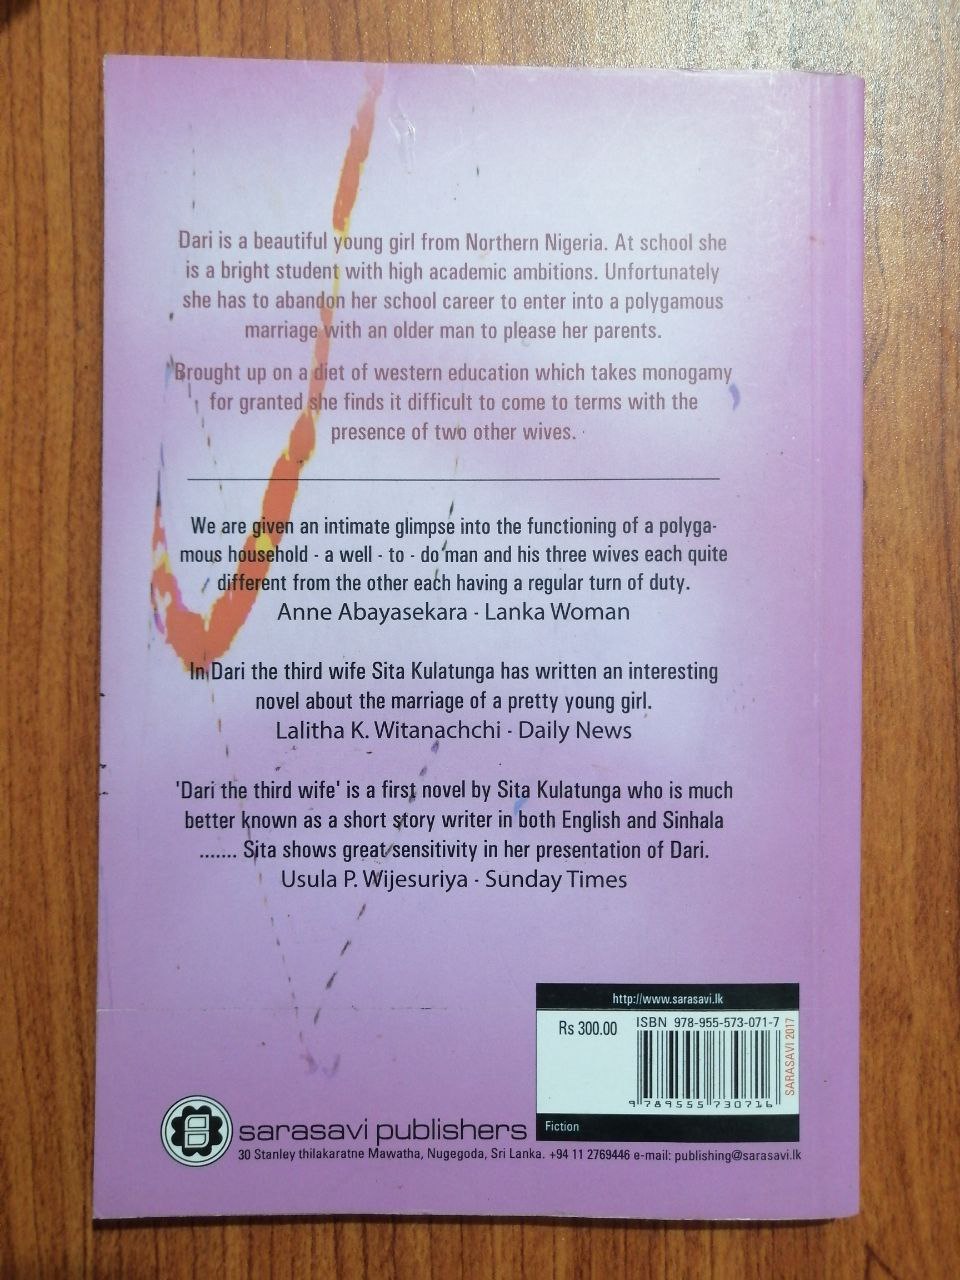 Dari is a beautiful young girl from Northern Nigeria. At school she
is a bright student with high academic ambitions. Unfortunately
she has to abandon her school career to enter into a polygamous
marriage with an older man to please her parents.
Brought up on a diet of western education which takes monogamy
for granted she finds it difficult to come to terms with the
presence of two other wives.
We are given an intimate glimpse into the functioning of a polyga-
mous household - a well - to - do man and his three wives each quite
different from the other each having a regular turn of duty.
Anne Abayasekara - Lanka Woman
In Dari the third wife Sita Kulatunga has written an interesting
novel about the marriage of a pretty young girl.
Lalitha K. Witanachchi - Daily News
'Dari the third wife' is a first novel by Sita Kulatunga who is much
better known as a short story writer in both English and Sinhala
....... Sita shows great sensitivity in her presentation of Dari.
Usula P. Wijesuriya - Sunday Times
http://www.sarasavi.lk
Rs 300.00
ISBN 978-955-573-071-7
SARASAVI 2017
9 789555 730716
Fiction
sarasavi publishers
30 Stanley thilakaratne Mawatha, Nugegoda, Sri Lanka. +94 11 2769446 e-mail: publishing@sarasavi.lk